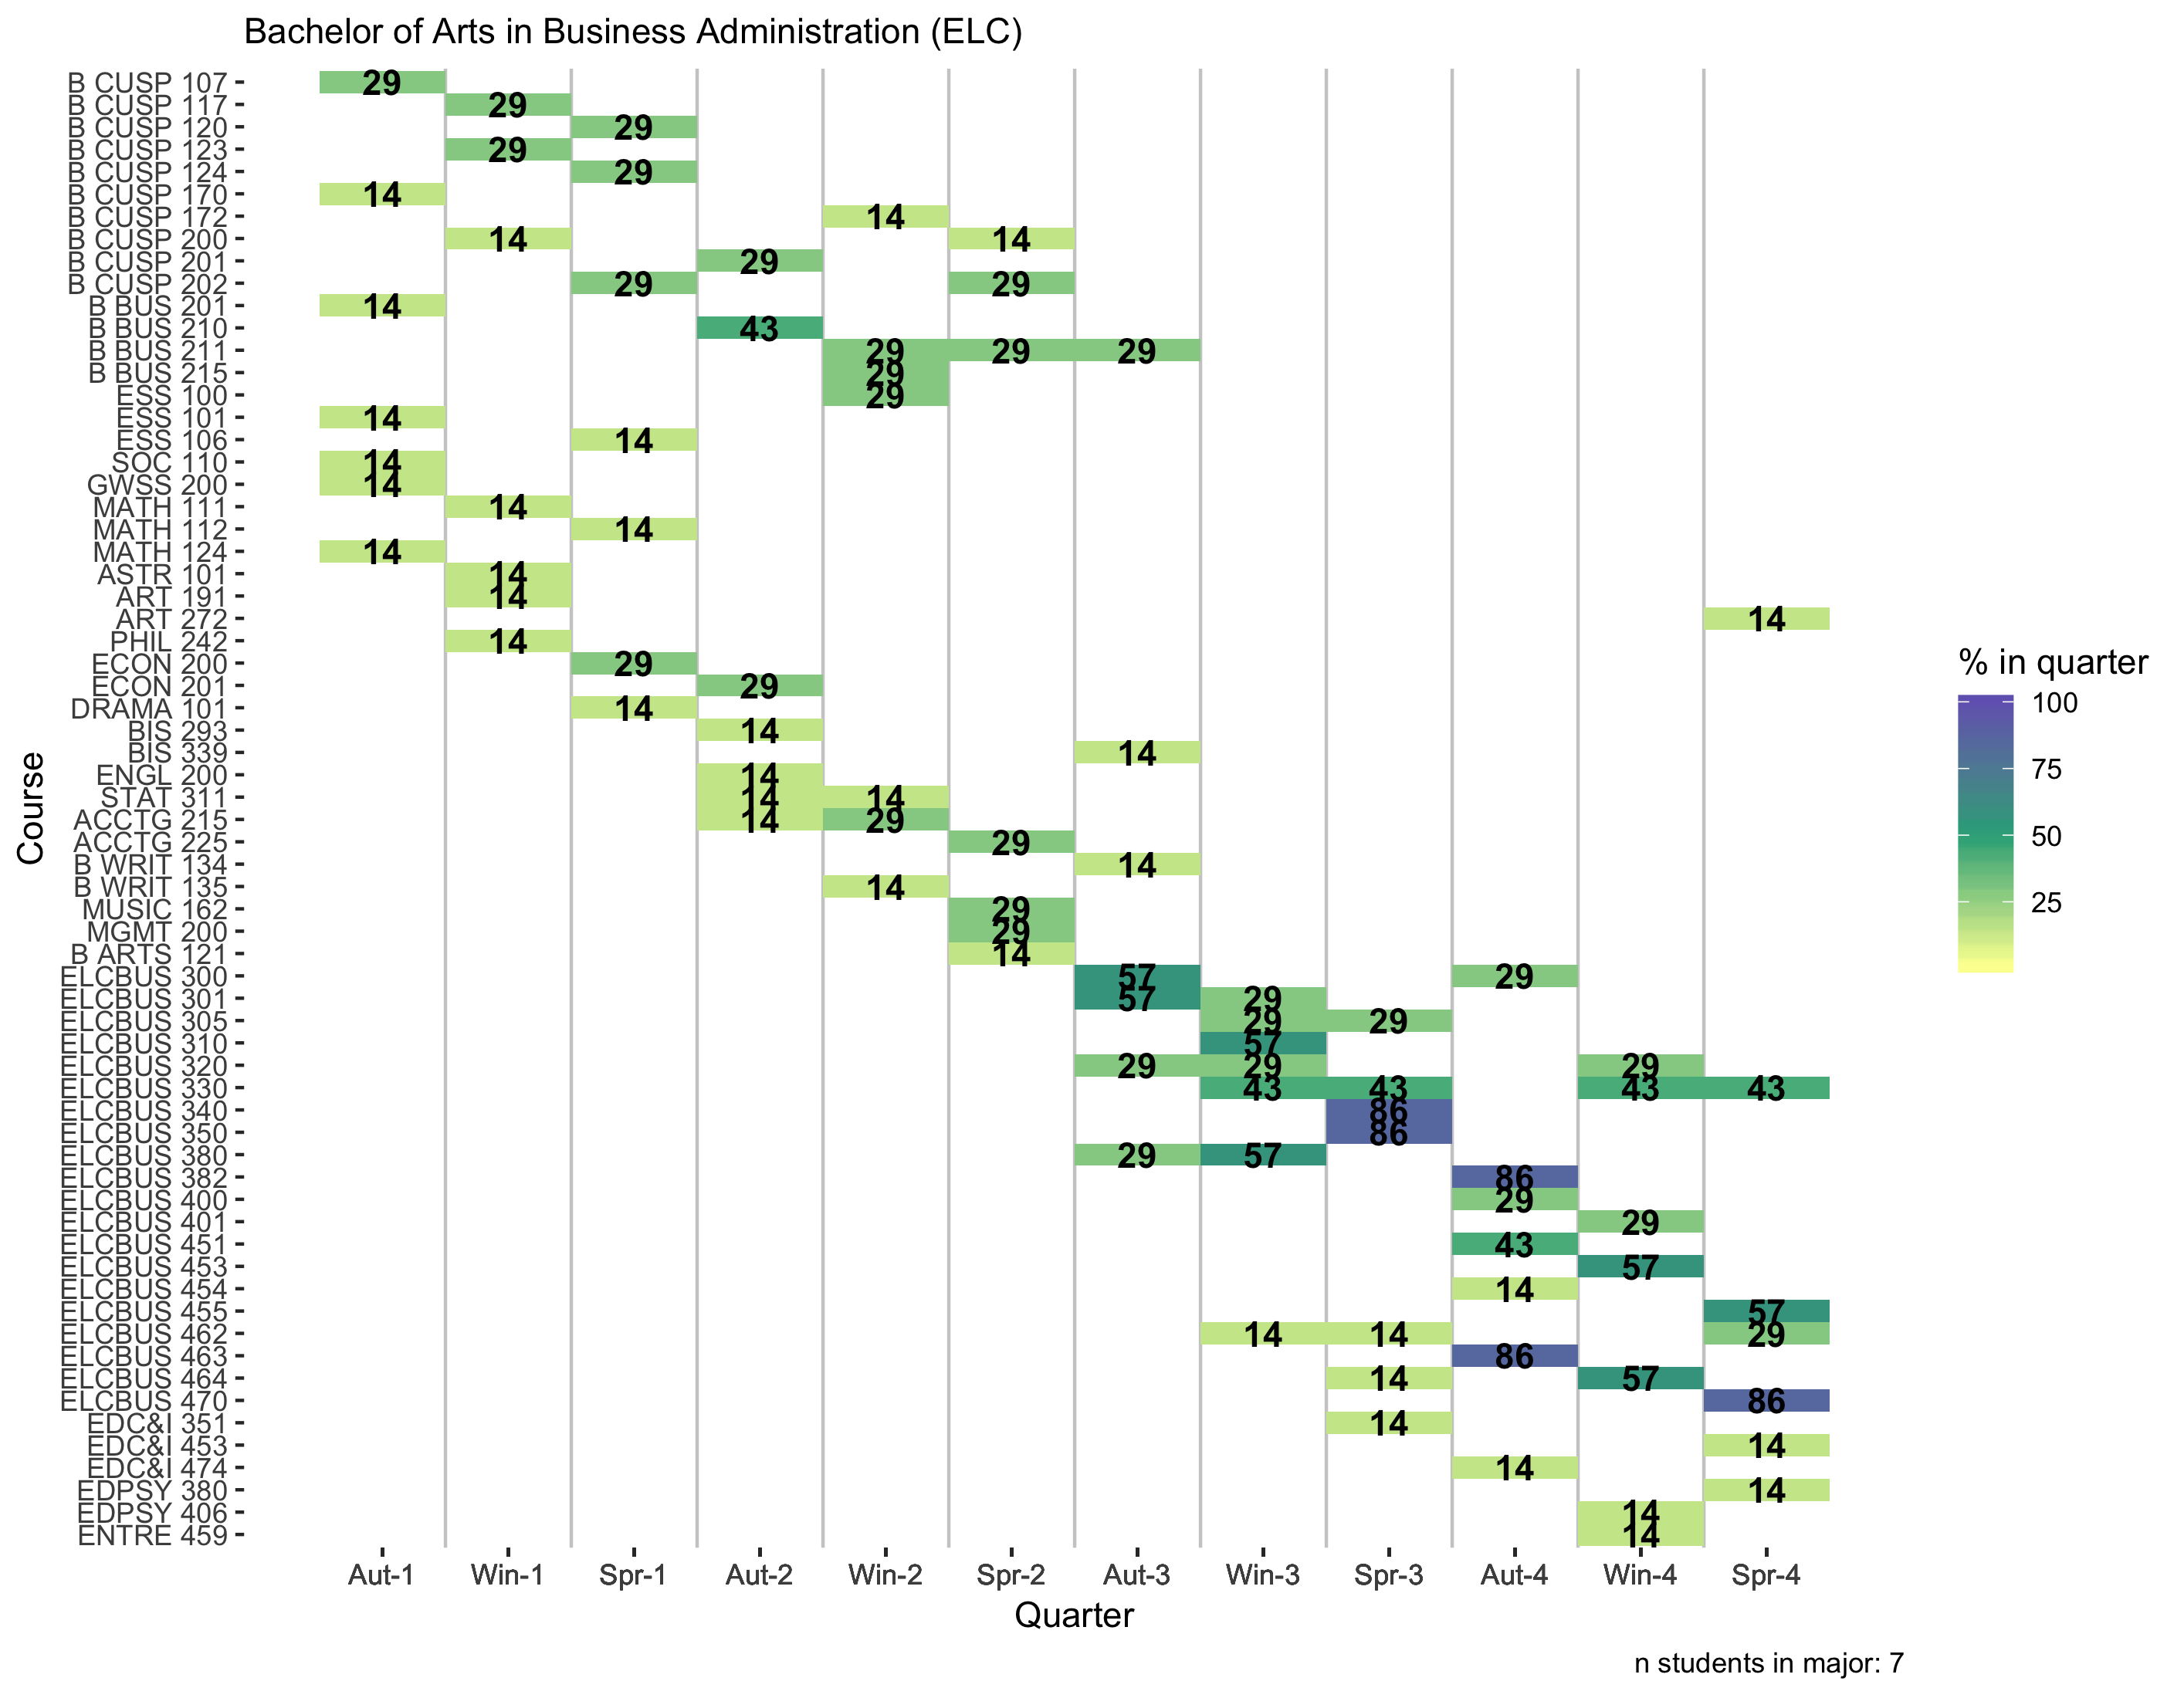 Bachelor of Arts in Business Administration (ELC)
B CUSP 107 29
B CUSP 117 29
B CUSP 120 29
B CUSP 123 29
B CUSP 124 29
B CUSP 170 14
B CUSP 172 14
B CUSP 200 14 14
B CUSP 201 29
B CUSP 202 29 29
B BUS 201 14
B BUS 210 43
B BUS 211 29 29 29
B BUS 215 29
ESS 100 29
ESS 101 14
ESS 106 14
SOC 110 14
GWSS 200 14
MATH 111 14
MATH 112 14
MATH 124 14
ASTR 101 14
ART 191 14
ART 272 14
PHIL 242 14
ECON 200 29
ECON 201 29
DRAMA 101 14
BIS 293 14
BIS 339 14
ENGL 200 14
STAT 311 14 14
ACCTG 215 14 29
ACCTG 225 29
B WRIT 134 14
B WRIT 135 14
MUSIC 162 29
MGMT 200 29
B ARTS 121 14
ELCBUS 300 57 29
ELCBUS 301 57 29
ELCBUS 305 29 29
ELCBUS 310 57
ELCBUS 320 29 29 29
ELCBUS 330 43 43 43 43
ELCBUS 340 86
ELCBUS 350 86
ELCBUS 380 29 57
ELCBUS 382 86
ELCBUS 400 29
ELCBUS 401 29
ELCBUS 451 43
ELCBUS 453 57
ELCBUS 454 14
ELCBUS 455 57
ELCBUS 462 14 14 29
ELCBUS 463 86
ELCBUS 464 14 57
ELCBUS 470 86
EDC&I 351 14
EDC&I 453 14
EDC&I 474 14
EDPSY 380 14
EDPSY 406 14
ENTRE 459 14
Course
Aut-1 Win-1 Spr-1 Aut-2 Win-2 Spr-2 Aut-3 Win-3 Spr-3 Aut-4 Win-4 Spr-4
Quarter
% in quarter
100
75
50
25
n students in major: 7